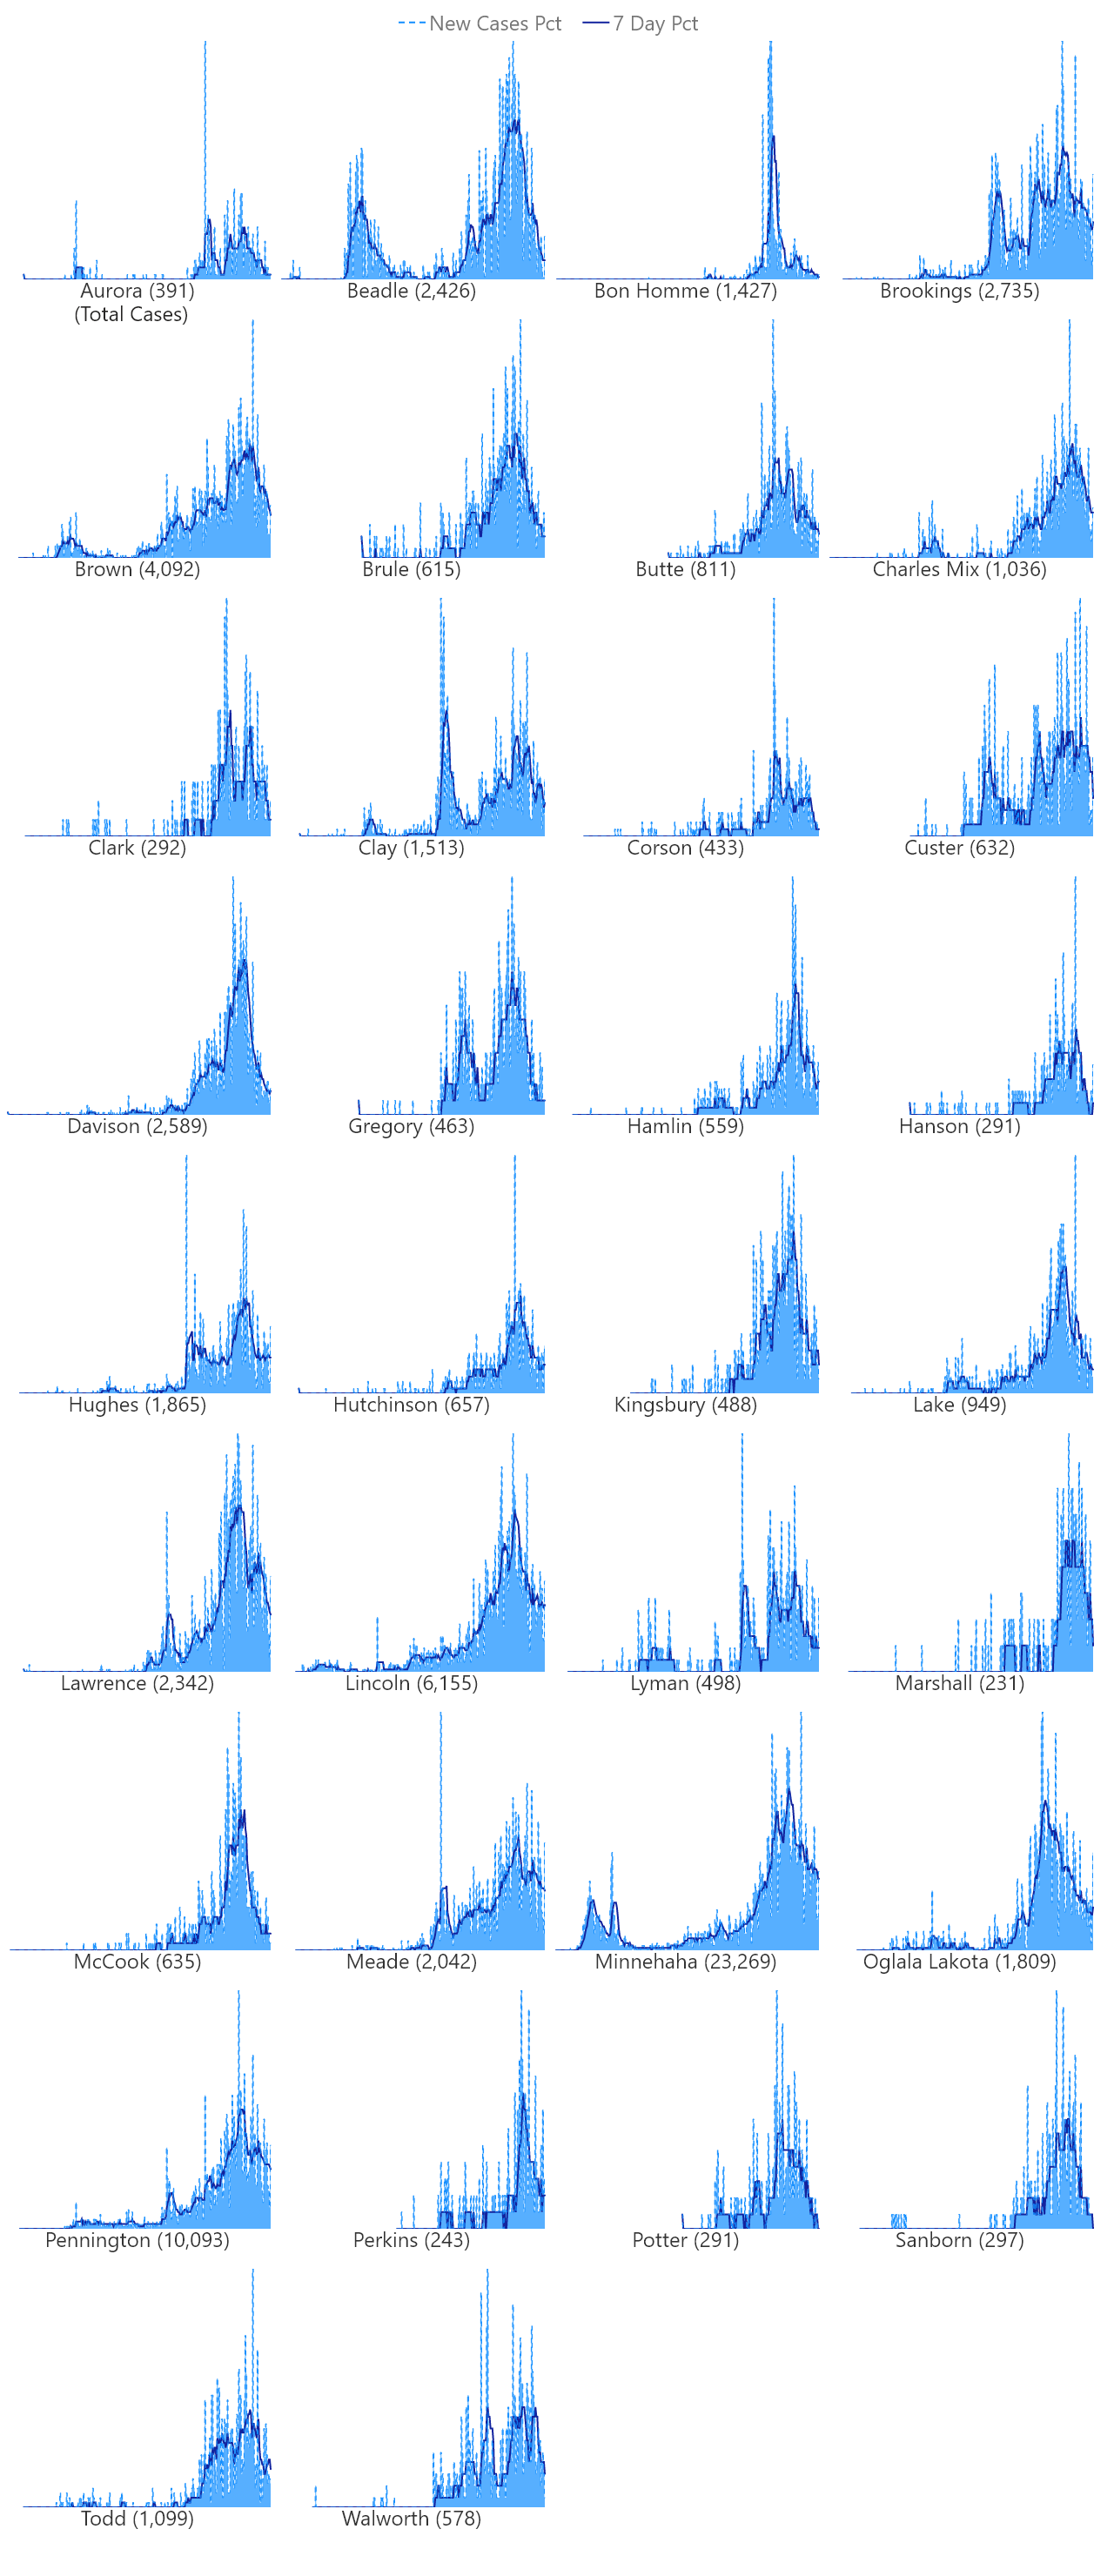 New Cases Pct 7 Day Pct
Aurora (391) Beadle (2,426) Bon Homme (1,427) Brookings (2,735)
(Total Cases)
Brown (4,092) Brule (615) Butte (811) Charles Mix (1,036)
Clark (292) Clay (1,513) Corson (433) Custer (632)
Davison (2,589) Gregory (463) Hamlin (559) Hanson (291)
Hughes (1,865) Hutchinson (657) Kingsbury (488) Lake (949)
Lawrence (2,342) Lincoln (6,155) Lyman (498) Marshall (231)
McCook (635) Meade (2,042) Minnehaha (23,269) Oglala Lakota (1,809)
Pennington (10,093) Perkins (243) Potter (291) Sanborn (297)
Todd (1,099) Walworth (578)